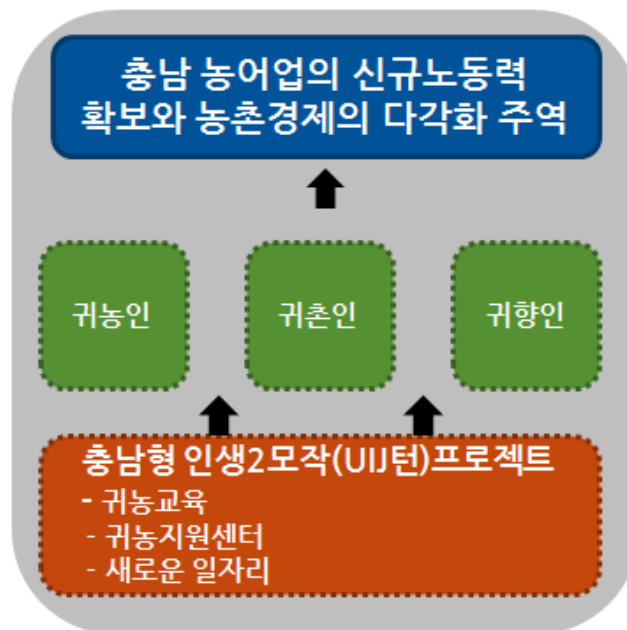 충남 농어업의 신규노동력
확보와 농촌경제의 다각화 주역
귀농인
귀촌인
귀향인
충남형 인생2모작(UIJ턴)프로젝트
- 귀농교육
- 귀농지원센터
- 새로운 일자리